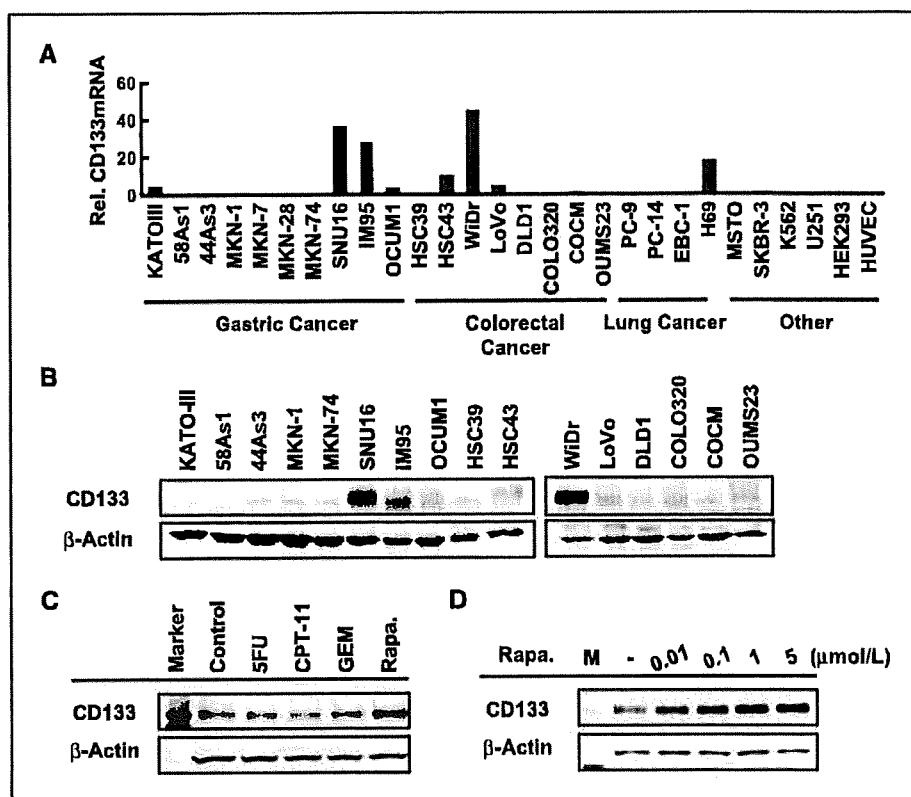 A
Rel. CD133mRNA
60
40
20
0
KATOIII
58As1
44As3
MKN-1
MKN-7
MKN-28
MKN-74
SNU16
IM95
OCUM1
HSC39
HSC43
WiDr
LoVo
DLD1
COLO320
COCM
OUMS23
PC-9
PC-14
EBC-1
H69
MSTO
SKBR-3
K562
U251
HEK293
HUVEC
Gastric Cancer
Colorectal
Cancer
Lung Cancer
Other
B
KATO-III
58As1
44As3
MKN-1
MKN-74
SNU16
IM95
OCUM1
HSC39
HSC43
WiDr
LoVo
DLD1
COLO320
COCM
OUMS23
CD133
β-Actin
C
Marker
Control
5FU
CPT-11
GEM
Rapa.
CD133
β-Actin
D
Rapa. M - 0.01 0.1 1 5 (μmol/L)
CD133
β-Actin